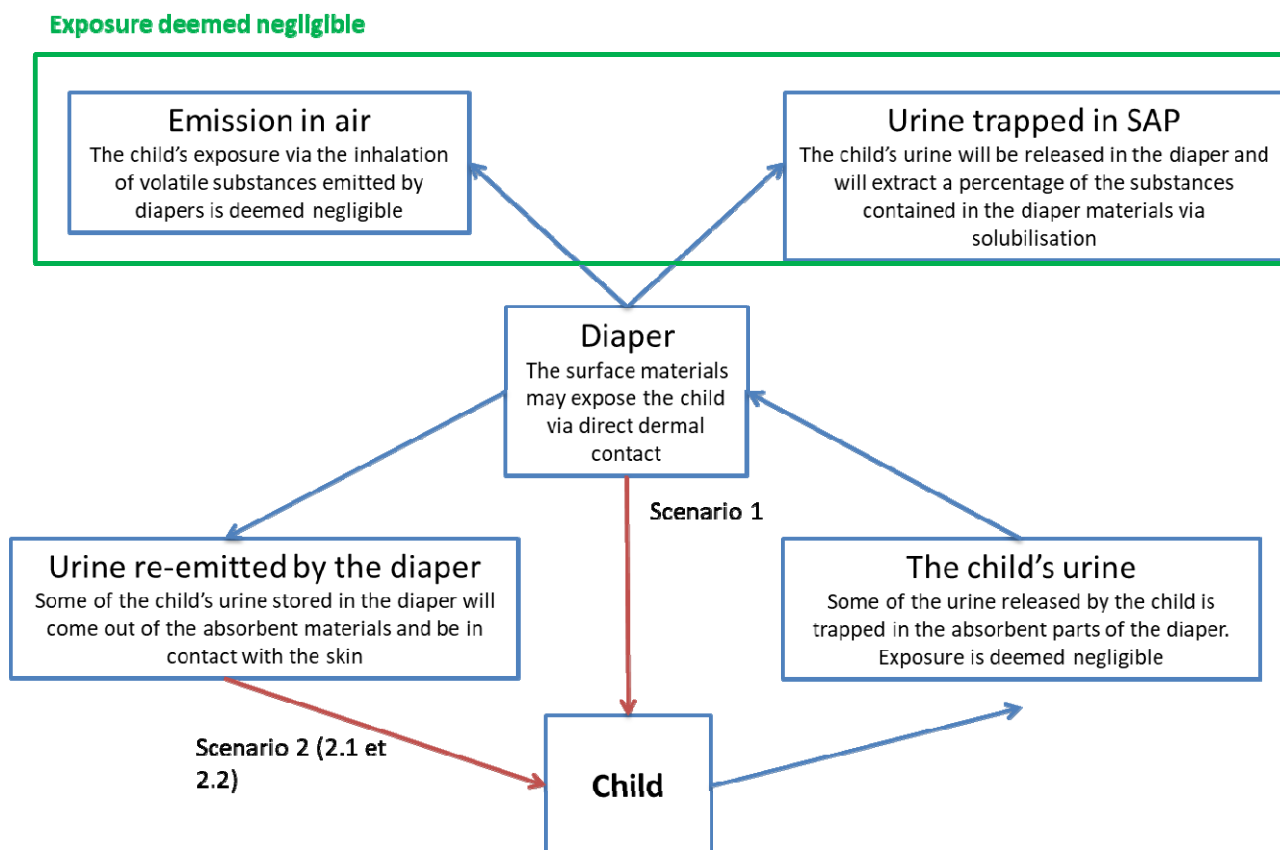 Exposure deemed negligible
Emission in air
The child's exposure via the inhalation
of volatile substances emitted by
diapers is deemed negligible
Urine trapped in SAP
The child's urine will be released in the diaper and
will extract a percentage of the substances
contained in the diaper materials via
solubilisation
Diaper
The surface materials
may expose the child
via direct dermal
contact
Scenario 1
Urine re-emitted by the diaper
Some of the child's urine stored in the diaper will
come out of the absorbent materials and be in
contact with the skin
The child's urine
Some of the urine released by the child is
trapped in the absorbent parts of the diaper.
Exposure is deemed negligible
Scenario 2 (2.1 et
2.2)
Child